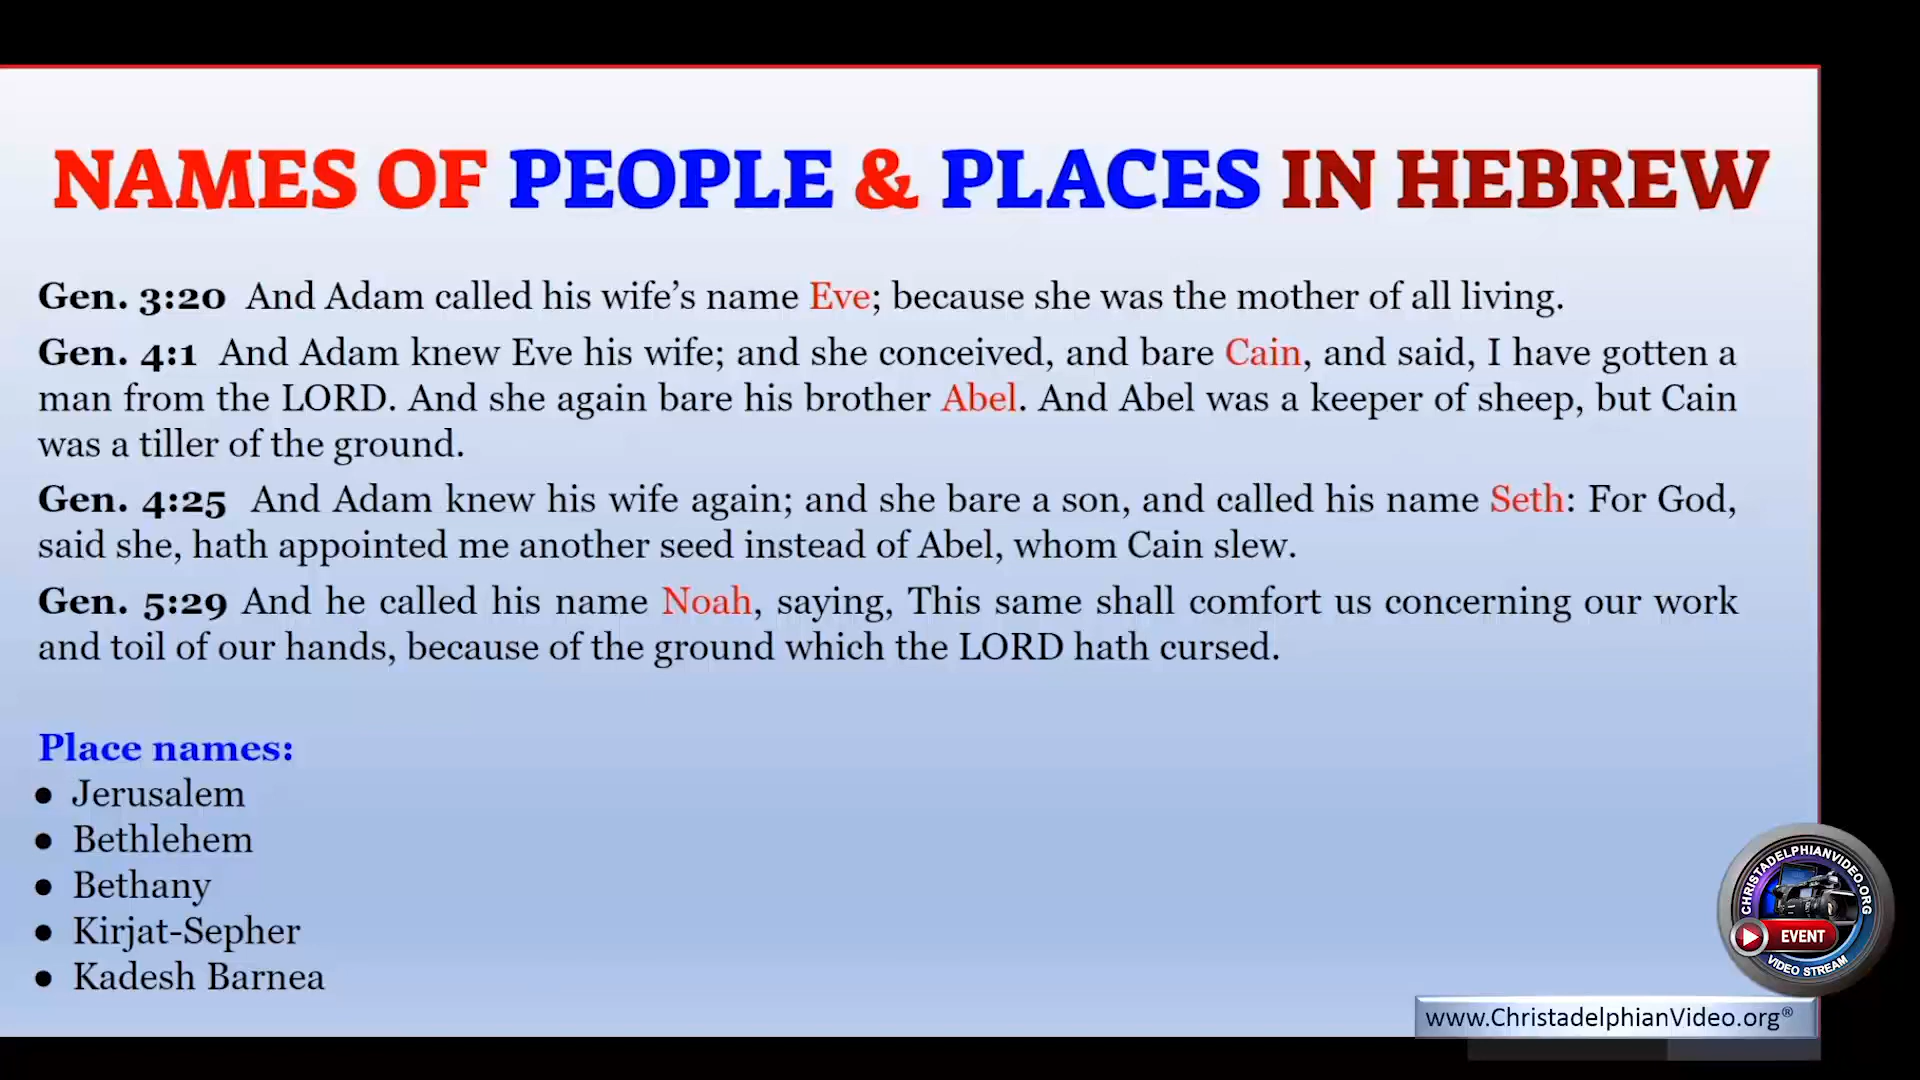 NAMES OF PEOPLE & PLACES IN HEBREW
Gen. 3:20 And Adam called his wife’s name Eve; because she was the mother of all living.
Gen. 4:1 And Adam knew Eve his wife; and she conceived, and bare Cain, and said, I have gotten a
man from the LORD. And she again bare his brother Abel. And Abel was a keeper of sheep, but Cain
was a tiller of the ground.
Gen. 4:25 And Adam knew his wife again; and she bare a son, and called his name Seth: For God,
said she, hath appointed me another seed instead of Abel, whom Cain slew.
Gen. 5:29 And he called his name Noah, saying, This same shall comfort us concerning our work
and toil of our hands, because of the ground which the LORD hath cursed.
Place names:
● Jerusalem
● Bethlehem
● Bethany
● Kirjat-Sepher
● Kadesh Barnea
CHRISTADELPHIANVIDEO.ORG
EVENT
VIDEO STREAM
www.ChristadelphianVideo.org®